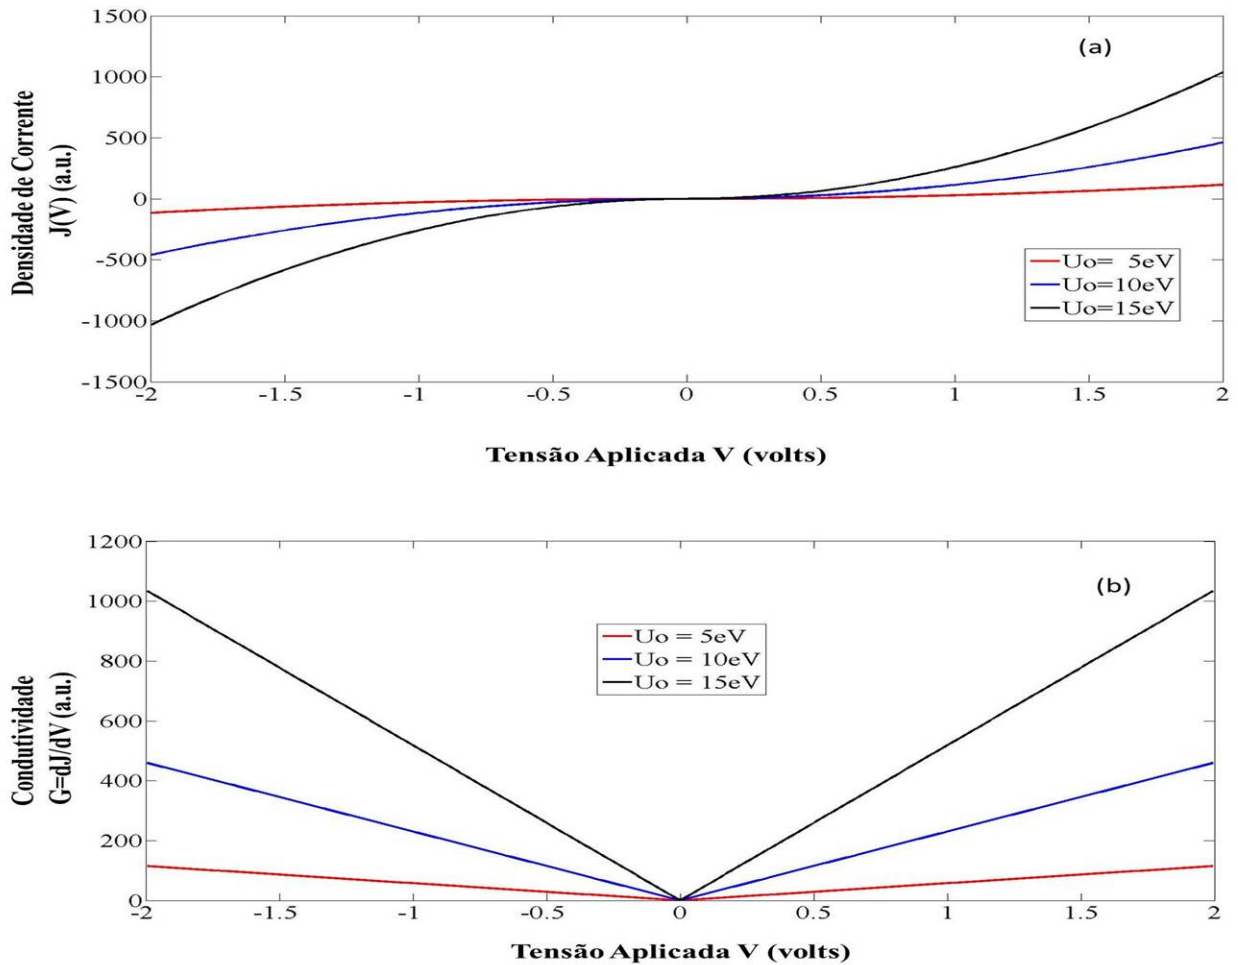 1500
(a)
1000
500
0
-500
-1000
-1500
Densidade de Corrente
J(V) (a.u.)
Uo= 5eV
Uo=10eV
Uo=15eV
-2 -1.5 -1 -0.5 0 0.5 1 1.5 2
Tensão Aplicada V (volts)
1200
(b)
1000
800
600
400
200
0
Condutividade
G=dJ/dV (a.u.)
Uo = 5eV
Uo = 10eV
Uo = 15eV
-2 -1.5 -1 -0.5 0 0.5 1 1.5 2
Tensão Aplicada V (volts)